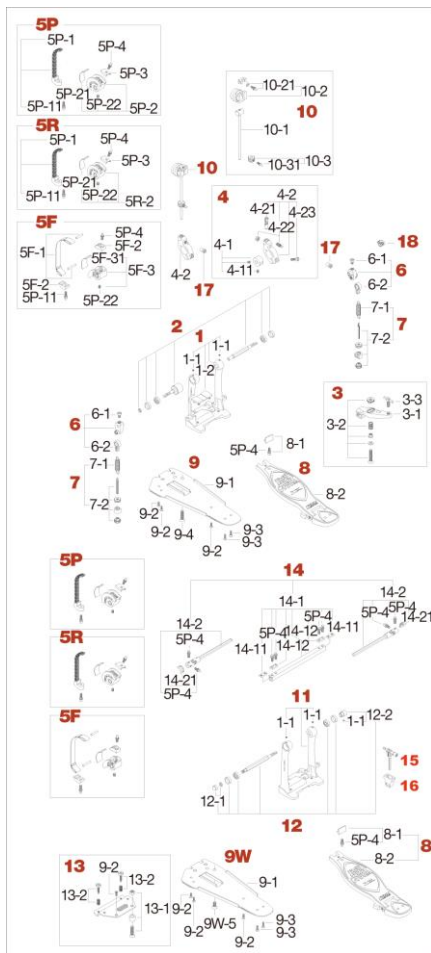 5P
5P-1
5P-4
5P-3
5P-21
5P-11
5P-22
5P-2
5R
5P-1
5P-4
5P-3
5P-21
5P-11
5P-22
5R-2
5F
5P-4
5F-1
5F-2
5F-31
5F-3
5F-2
5P-11
5P-22
10
4-2
17
10-21
10-2
10
10-1
10-31
10-3
4
4-2
4-21
4-23
4-22
4-1
4-11
17
18
6-1
6
6-2
7-1
7
7-2
2
1
1-1
1-1
1-2
3
3-3
3-1
3-2
6-1
6
6-2
7-1
7
7-2
9
9-1
9-2
9-2
9-4
9-2
9-3
9-3
5P-4
8-1
8
8-2
5P
5R
5F
14
14-2
5P-4
14-21
5P-4
14-1
5P-4
5P-4
14-12
14-11
14-11
14-12
14-2
5P-4
5P-4
14-21
11
1-1
1-1
12-2
12-1
12
15
16
13
9-2
13-2
13-2
13-1
9W
9-1
9-2
9-2
9W-5
9-2
9-3
9-3
5P-4
8-1
8
8-2